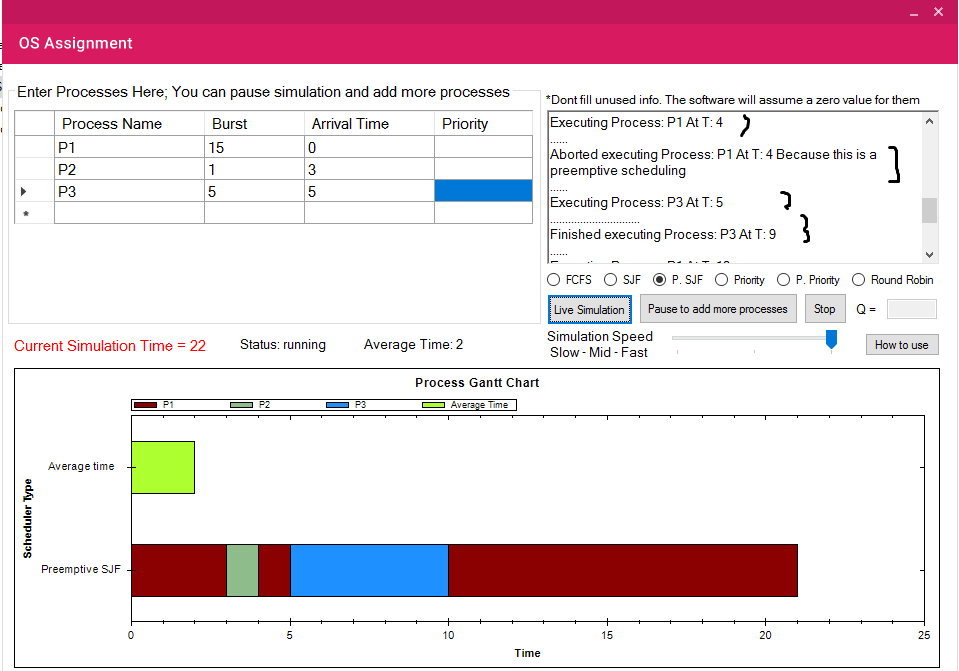 OS Assignment
Enter Processes Here; You can pause simulation and add more processes
*Dont fill unused info. The software will assume a zero value for them
Process Name Burst Arrival Time Priority
P1 15 0
P2 1 3
P3 5 5
*
Executing Process: P1 At T: 4
......
Aborted executing Process: P1 At T: 4 Because this is a
preemptive scheduling
......
Executing Process: P3 At T: 5
..............................
Finished executing Process: P3 At T: 9
......
FCFS SJF P. SJF Priority P. Priority Round Robin
Live Simulation Pause to add more processes Stop Q =
Current Simulation Time = 22 Status: running Average Time: 2
Simulation Speed
Slow - Mid - Fast
How to use
Process Gantt Chart
P1 P2 P3 Average Time
Average time
Preemptive SJF
Scheduler Type
0 5 10 15 20 25
Time